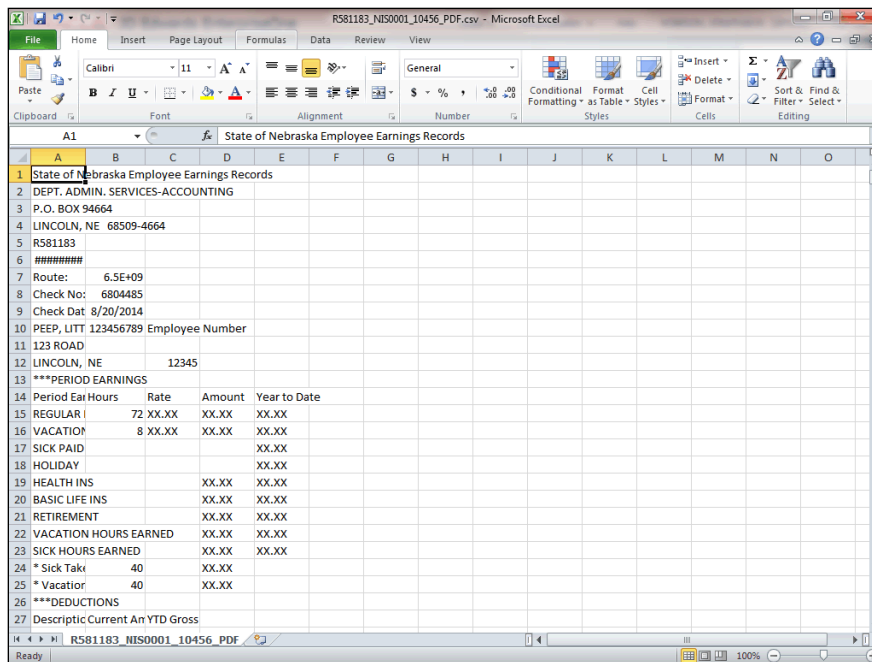 R581183_NIS0001_10456_PDF.csv - Microsoft Excel
File Home Insert Page Layout Formulas Data Review View
Paste
Calibri 11 A A
B I U A
General
$ % , .0 .00 .00 .0
Conditional Formatting
Format as Table
Cell Styles
Insert
Delete
Format
Σ
Sort & Filter
Find & Select
Clipboard Font Alignment Number Styles Cells Editing
A1 fx State of Nebraska Employee Earnings Records
A B C D E F G H I J K L M N O
1 State of Nebraska Employee Earnings Records
2 DEPT. ADMIN. SERVICES-ACCOUNTING
3 P.O. BOX 94664
4 LINCOLN, NE 68509-4664
5 R581183
6 ########
7 Route: 6.5E+09
8 Check No: 6804485
9 Check Dat 8/20/2014
10 PEEP, LITT 123456789 Employee Number
11 123 ROAD
12 LINCOLN, NE 12345
13 ***PERIOD EARNINGS
14 Period Ear Hours Rate Amount Year to Date
15 REGULAR 72 XX.XX XX.XX XX.XX
16 VACATION 8 XX.XX XX.XX XX.XX
17 SICK PAID XX.XX
18 HOLIDAY XX.XX
19 HEALTH INS XX.XX XX.XX
20 BASIC LIFE INS XX.XX XX.XX
21 RETIREMENT XX.XX XX.XX
22 VACATION HOURS EARNED XX.XX XX.XX
23 SICK HOURS EARNED XX.XX XX.XX
24 * Sick Take 40 XX.XX
25 * Vacation 40 XX.XX
26 ***DEDUCTIONS
27 Descriptic Current An YTD Gross
R581183_NIS0001_10456_PDF
Ready 100%